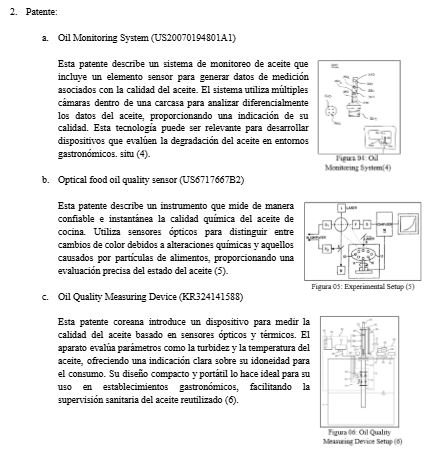 2. Patente:
a. Oil Monitoring System (US20070194801A1)
Esta patente describe un sistema de monitoreo de aceite que
incluye un elemento sensor para generar datos de medición
asociados con la calidad del aceite. El sistema utiliza múltiples
cámaras dentro de una carcasa para analizar diferencialmente
los datos del aceite, proporcionando una indicación de su
calidad. Esta tecnología puede ser relevante para desarrollar
dispositivos que evalúen la degradación del aceite en entornos
gastronómicos. situ (4).
Figura 04: Oil
Monitoring System(4)
b. Optical food oil quality sensor (US6717667B2)
Esta patente describe un instrumento que mide de manera
confiable e instantánea la calidad química del aceite de
cocina. Utiliza sensores ópticos para distinguir entre
cambios de color debidos a alteraciones químicas y aquellos
causados por partículas de alimentos, proporcionando una
evaluación precisa del estado del aceite (5).
LASER
Figura 05: Experimental Setup (5)
c. Oil Quality Measuring Device (KR324141588)
Esta patente coreana introduce un dispositivo para medir la
calidad del aceite basado en sensores ópticos y térmicos. El
aparato evalúa parámetros como la turbidez y la temperatura del
aceite, ofreciendo una indicación clara sobre su idoneidad para
el consumo. Su diseño compacto y portátil lo hace ideal para su
uso en establecimientos gastronómicos, facilitando la
supervisión sanitaria del aceite reutilizado (6).
Figura 06: Oil Quality
Measuring Device Setup (6)